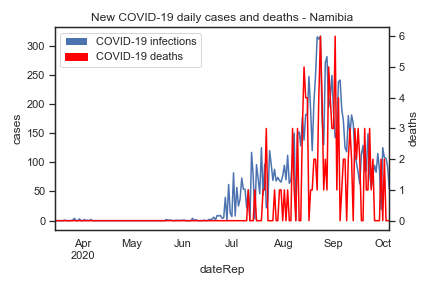 New COVID-19 daily cases and deaths - Namibia
COVID-19 infections
COVID-19 deaths
cases
deaths
300
250
200
150
100
50
0
6
5
4
3
2
1
0
Apr
2020
May
Jun
Jul
Aug
Sep
Oct
dateRep